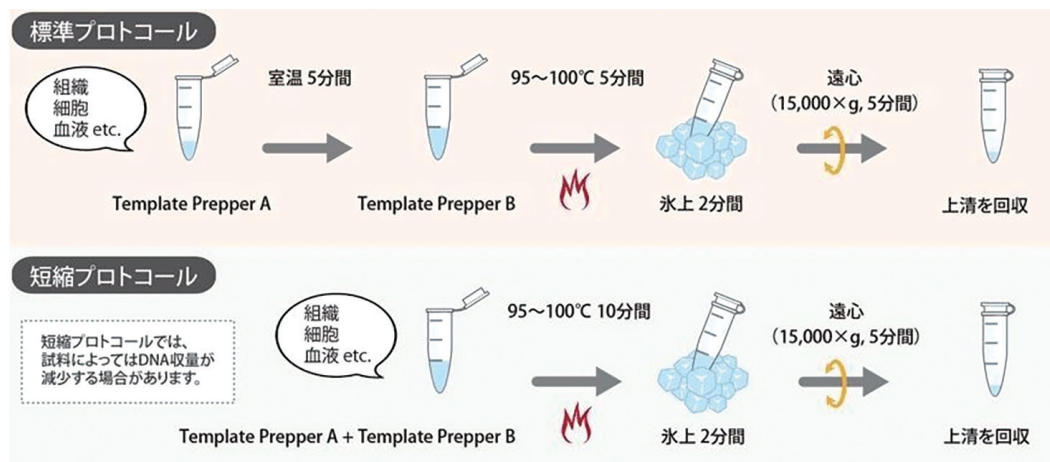 標準プロトコール
組織
細胞
血液 etc.
室温 5分間
95～100℃ 5分間
遠心
（15,000×g, 5分間）
Template Prepper A
Template Prepper B
氷上 2分間
上清を回収
短縮プロトコール
短縮プロトコールでは、
試料によってはDNA収量が
減少する場合があります。
組織
細胞
血液 etc.
95～100℃ 10分間
遠心
（15,000×g, 5分間）
Template Prepper A + Template Prepper B
氷上 2分間
上清を回収